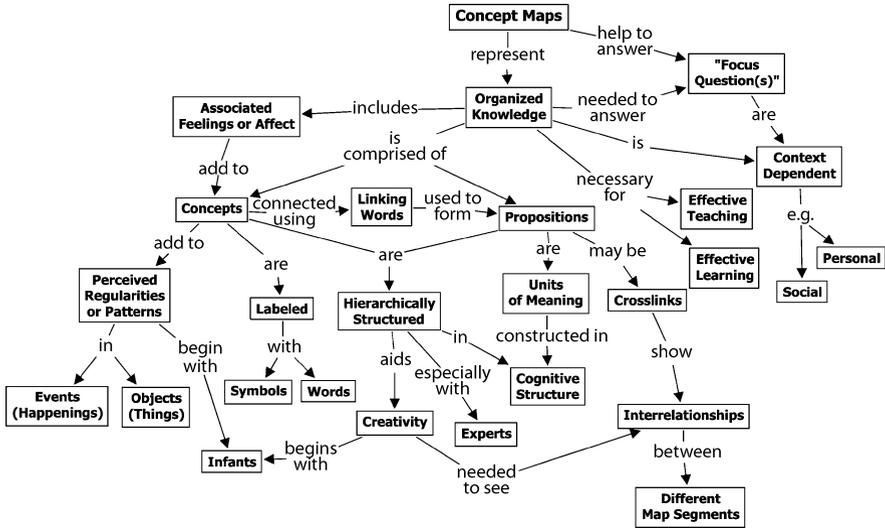 Concept Maps
help to
answer
represent
"Focus
Question(s)"
Associated
Feelings or Affect
includes
Organized
Knowledge
needed to
answer
are
is
comprised of
is
Context
Dependent
add to
necessary
for
Concepts
connected
using
Linking
Words
used to
form
Propositions
Effective
Teaching
e.g.
add to
are
are
are
may be
Effective
Learning
Personal
Perceived
Regularities
or Patterns
Labeled
Hierarchically
Structured
Units
of Meaning
Crosslinks
Social
in
begin
with
with
aids
in
constructed in
show
especially
with
Events
(Happenings)
Objects
(Things)
Symbols
Words
Cognitive
Structure
Creativity
Experts
Interrelationships
Infants
begins
with
needed
to see
between
Different
Map Segments